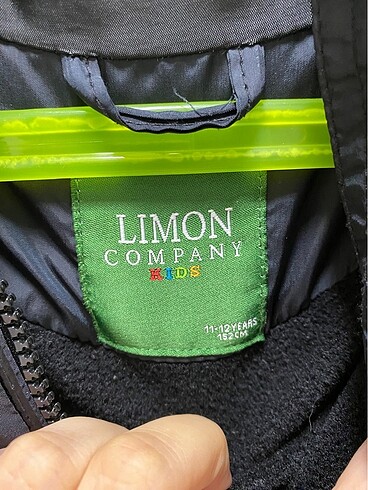 LIMON
COMPANY
KIDS
11-12 YEARS
152 CM